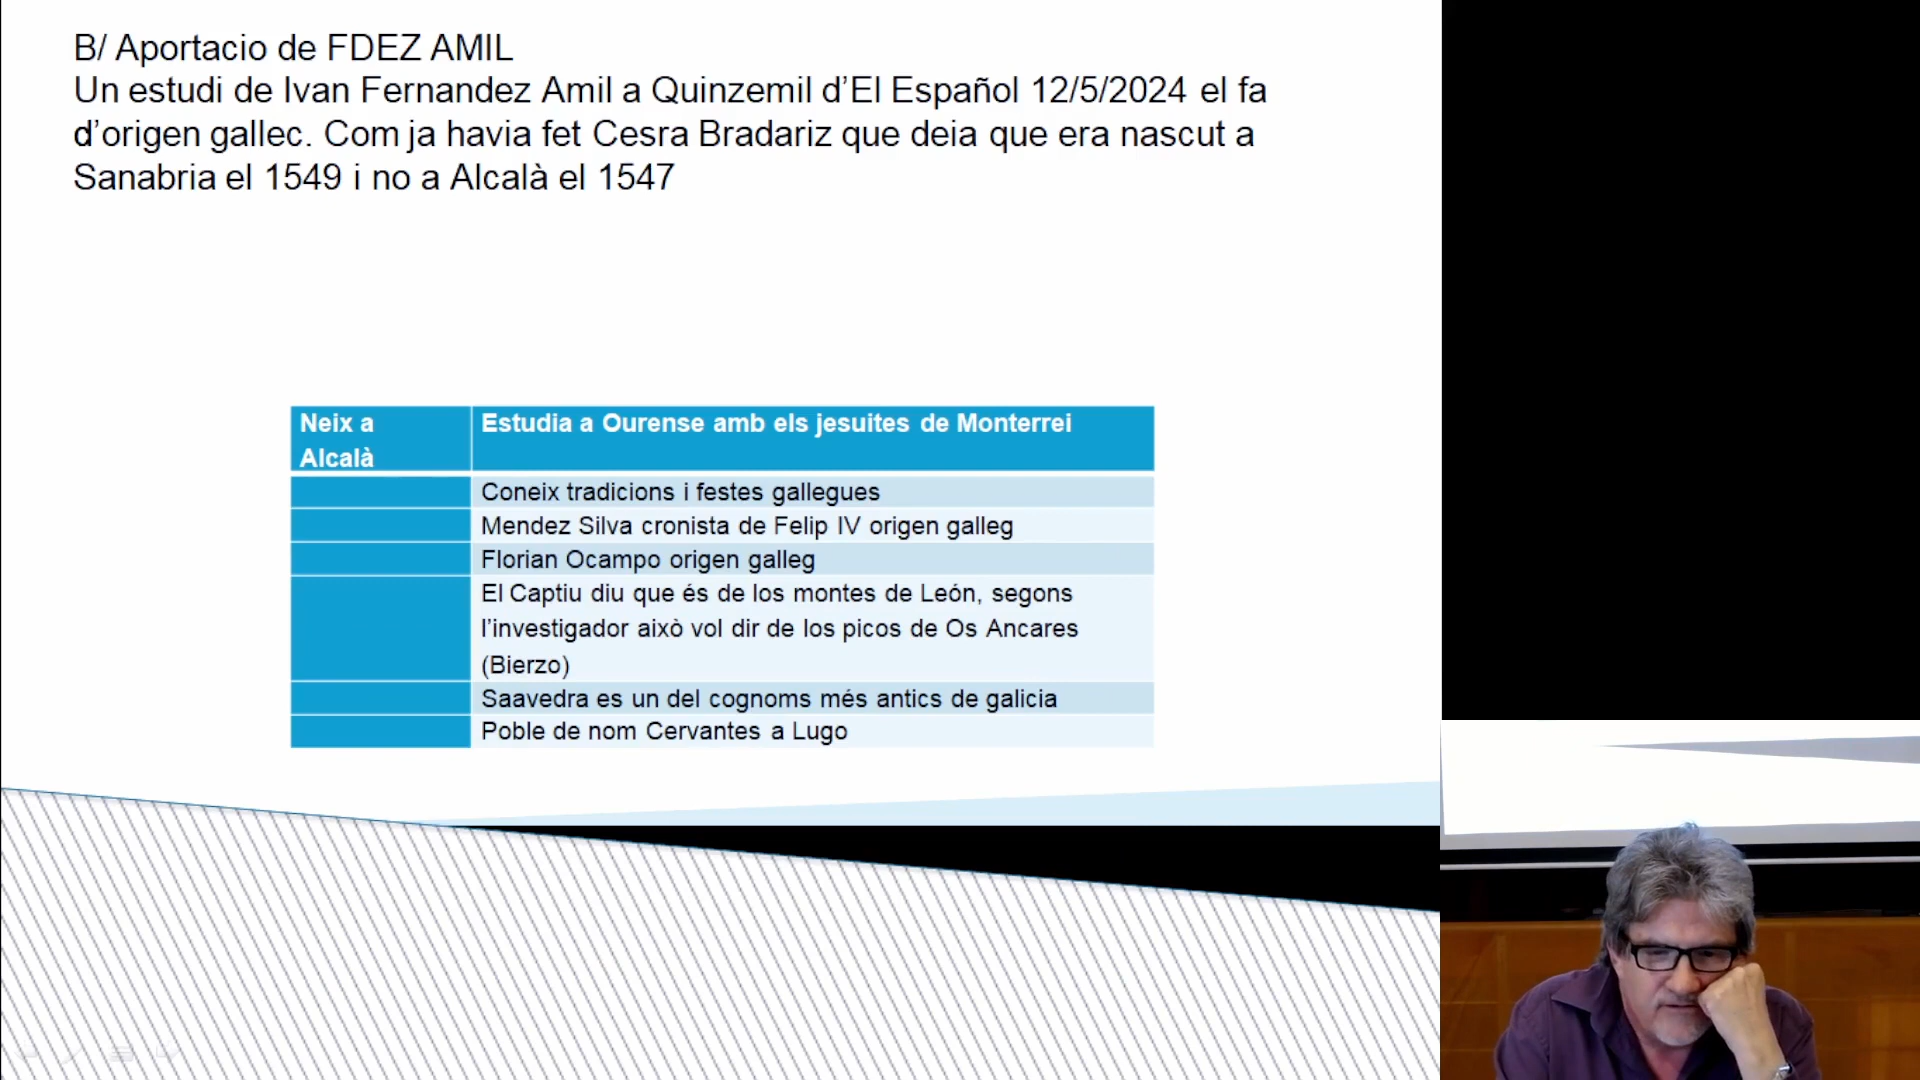 B/ Aportacio de FDEZ AMIL
Un estudi de Ivan Fernandez Amil a Quinzemil d’El Español 12/5/2024 el fa
d’origen gallec. Com ja havia fet Cesra Bradariz que deia que era nascut a
Sanabria el 1549 i no a Alcalà el 1547
Neix a
Alcalà
Estudia a Ourense amb els jesuites de Monterrei
Coneix tradicions i festes gallegues
Mendez Silva cronista de Felip IV origen galleg
Florian Ocampo origen galleg
El Captiu diu que és de los montes de León, segons
l’investigador això vol dir de los picos de Os Ancares
(Bierzo)
Saavedra es un del cognoms més antics de galicia
Poble de nom Cervantes a Lugo